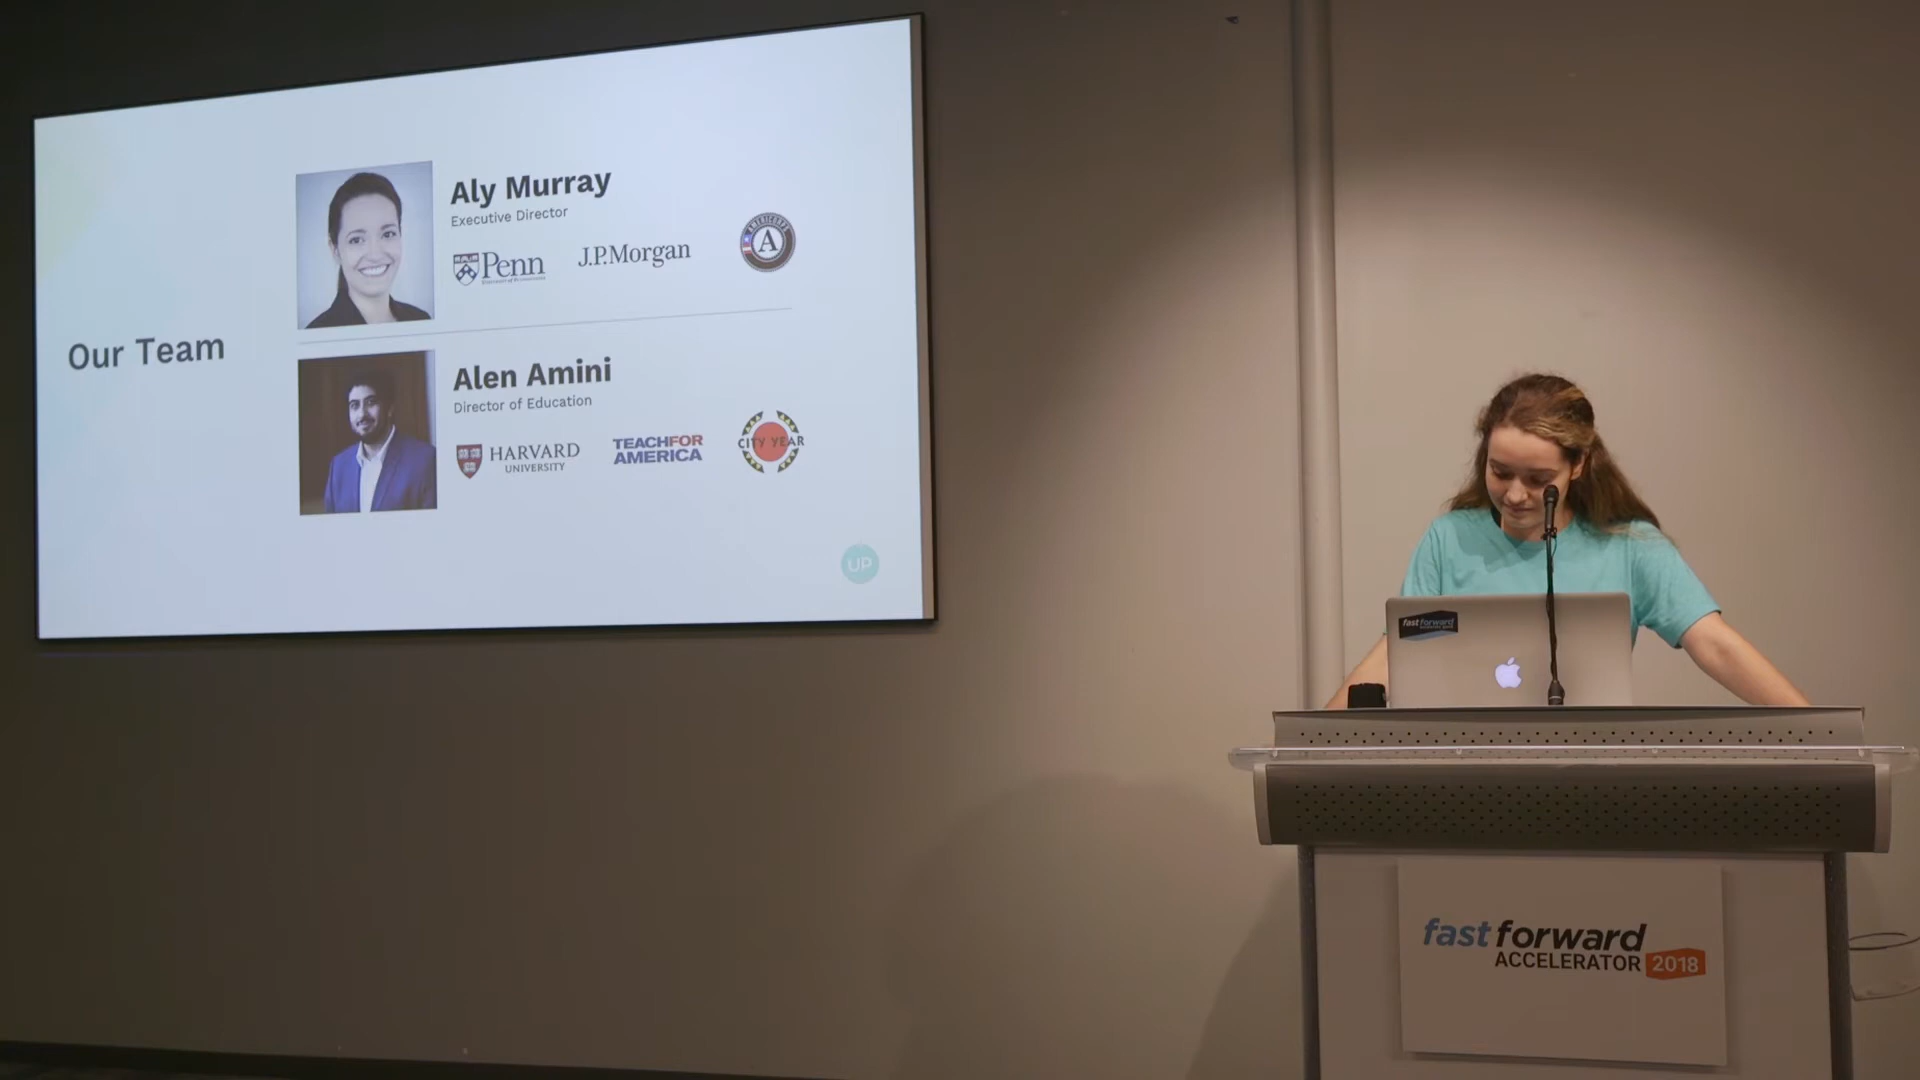 Our Team
Aly Murray
Executive Director
Penn
J.P.Morgan
AMERICORPS
A
Alen Amini
Director of Education
HARVARD
UNIVERSITY
TEACHFOR
AMERICA
CITY YEAR
UP
fast forward
fast forward
ACCELERATOR 2018